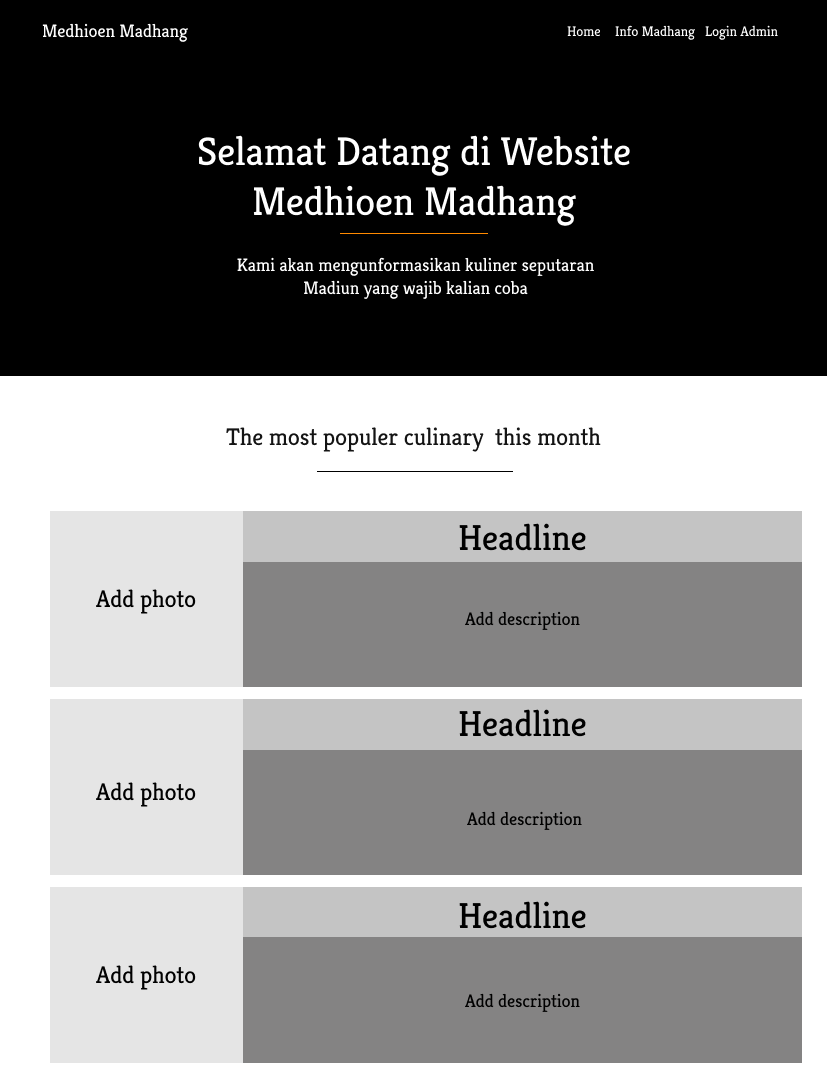 Medhioen Madhang
Home Info Madhang Login Admin
Selamat Datang di Website
Medhioen Madhang
Kami akan mengunformasikan kuliner seputaran
Madiun yang wajib kalian coba
The most populer culinary  this month
Headline
Add photo
Add description
Headline
Add photo
Add description
Headline
Add photo
Add description